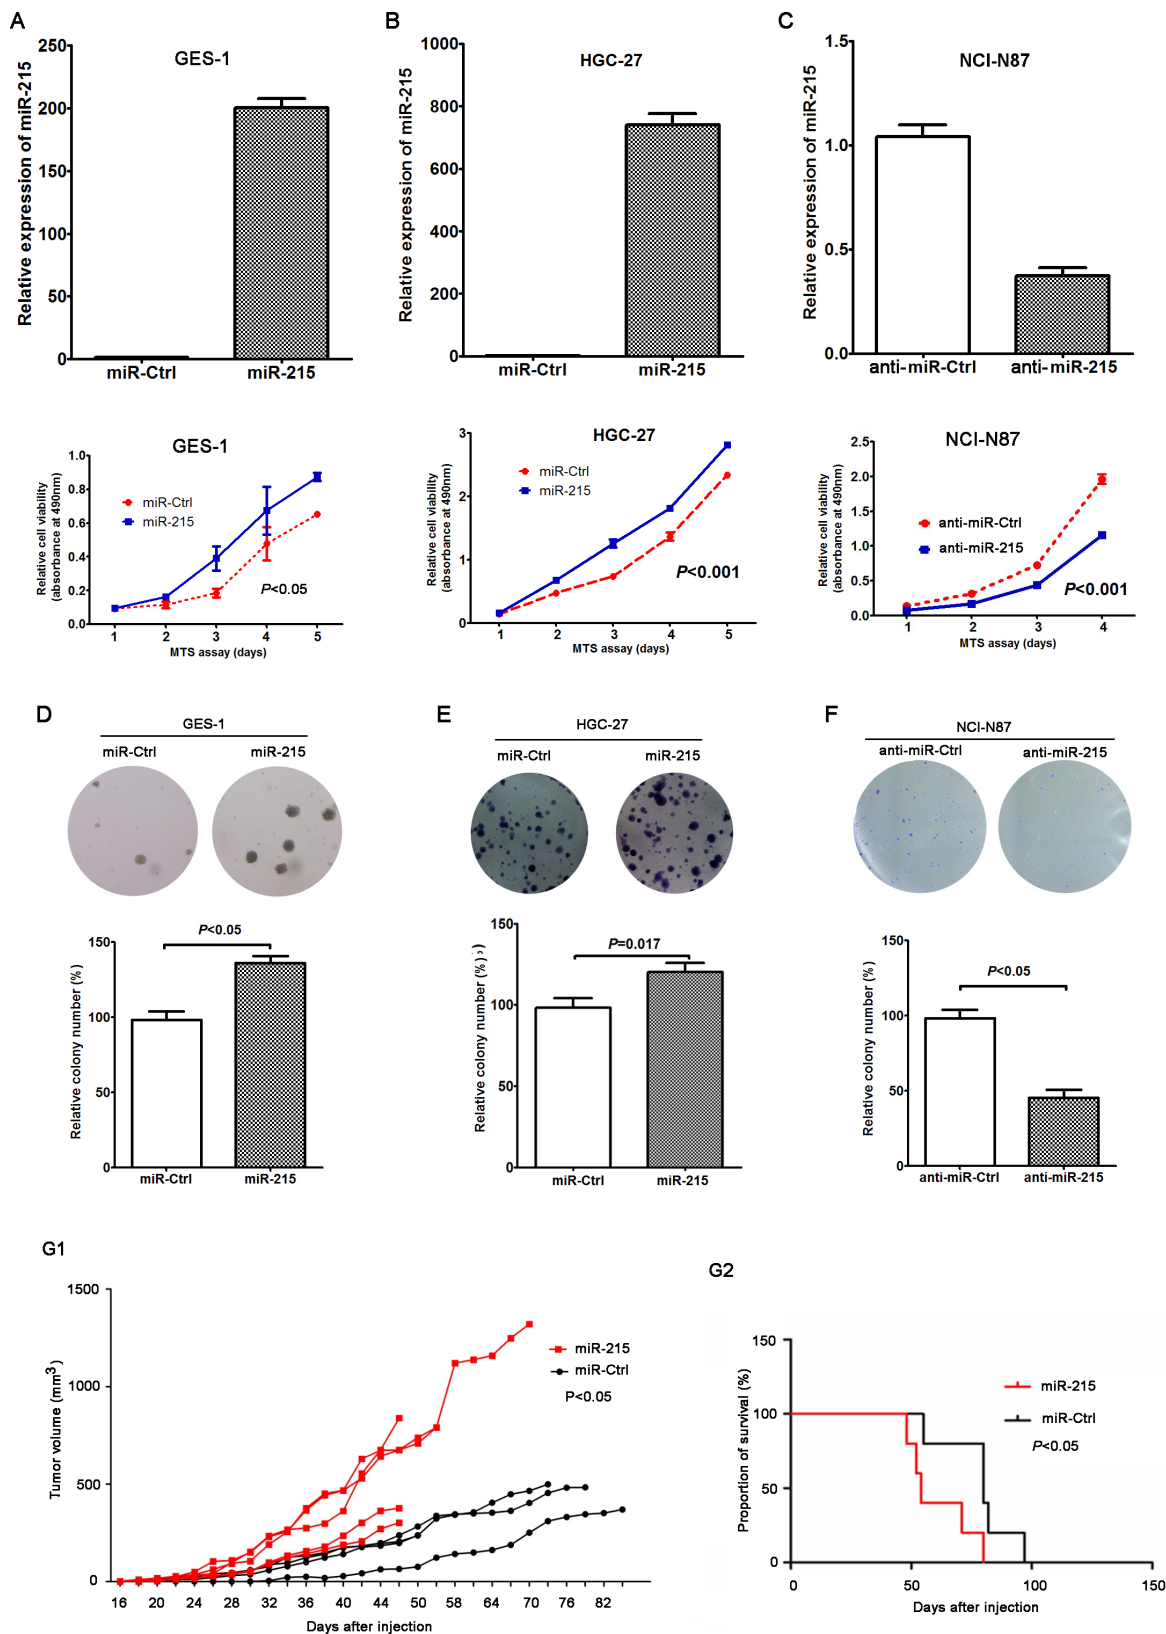 A
GES-1
Relative expression of miR-215
250
200
150
100
50
0
miR-Ctrl
miR-215
B
HGC-27
Relative expression of miR-215
1000
800
600
400
200
0
miR-Ctrl
miR-215
C
NCI-N87
Relative expression of miR-215
1.5
1.0
0.5
0.0
anti-miR-Ctrl
anti-miR-215
GES-1
Relative cell viability
(absorbance at 490nm)
1.0
0.8
0.6
0.4
0.2
0.0
miR-Ctrl
miR-215
P<0.05
1 2 3 4 5
MTS assay (days)
HGC-27
Relative cell viability
(absorbance at 490nm)
3
2
1
0
miR-Ctrl
miR-215
P<0.001
1 2 3 4 5
MTS assay (days)
NCI-N87
Relative cell viability
(absorbance at 490nm)
2.5
2.0
1.5
1.0
0.5
0.0
anti-miR-Ctrl
anti-miR-215
P<0.001
1 2 3 4
MTS assay (days)
D
GES-1
miR-Ctrl
miR-215
Relative colony number (%)
150
100
50
0
P<0.05
miR-Ctrl
miR-215
E
HGC-27
miR-Ctrl
miR-215
Relative colony number (%)
150
100
50
0
P=0.017
miR-Ctrl
miR-215
F
NCI-N87
anti-miR-Ctrl
anti-miR-215
Relative colony number (%)
150
100
50
0
P<0.05
anti-miR-Ctrl
anti-miR-215
G1
Tumor volume (mm3)
1500
1000
500
0
miR-215
miR-Ctrl
P<0.05
16 20 24 28 32 36 40 44 50 58 64 70 76 82
Days after injection
G2
Proportion of survival (%)
150
100
50
0
miR-215
miR-Ctrl
P<0.05
0 50 100 150
Days after injection